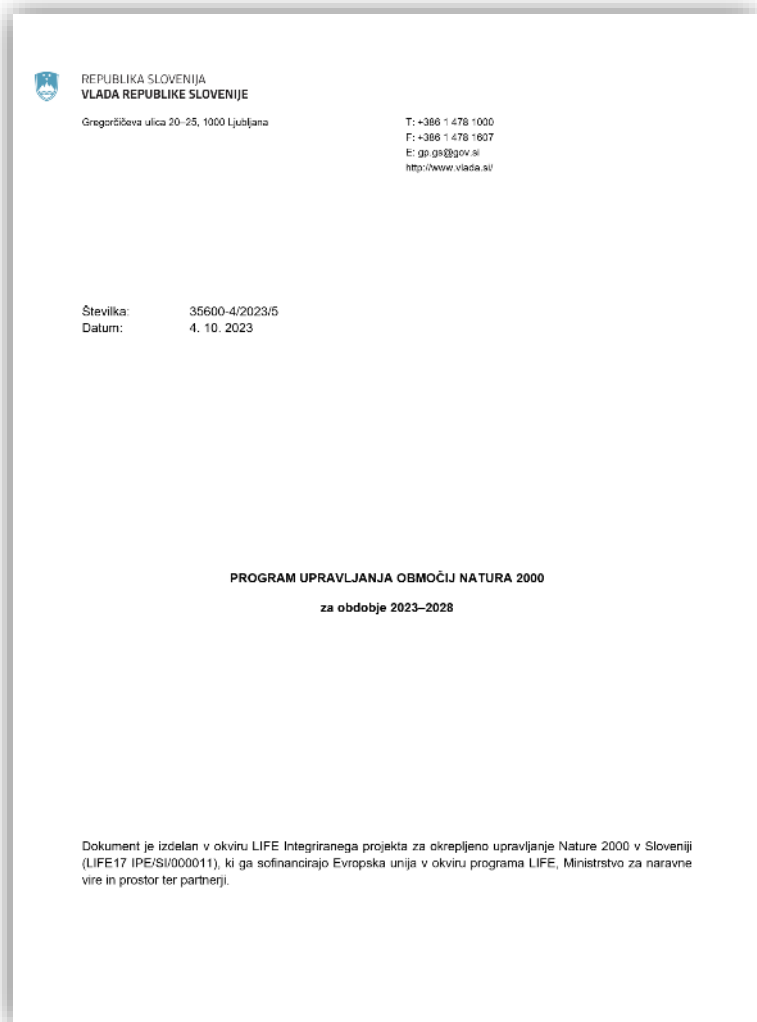 REPUBLIKA SLOVENIJA
VLADA REPUBLIKE SLOVENIJE
Gregorčičeva ulica 20–25, 1000 Ljubljana
T: +386 1 478 1000
F: +386 1 478 1607
E: gp.gs@gov.si
http://www.vlada.si/
Številka: 35600-4/2023/5
Datum: 4. 10. 2023
PROGRAM UPRAVLJANJA OBMOČIJ NATURA 2000
za obdobje 2023–2028
Dokument je izdelan v okviru LIFE Integriranega projekta za okrepljeno upravljanje Nature 2000 v Sloveniji
(LIFE17 IPE/SI/000011), ki ga sofinancirajo Evropska unija v okviru programa LIFE, Ministrstvo za naravne
vire in prostor ter partnerji.